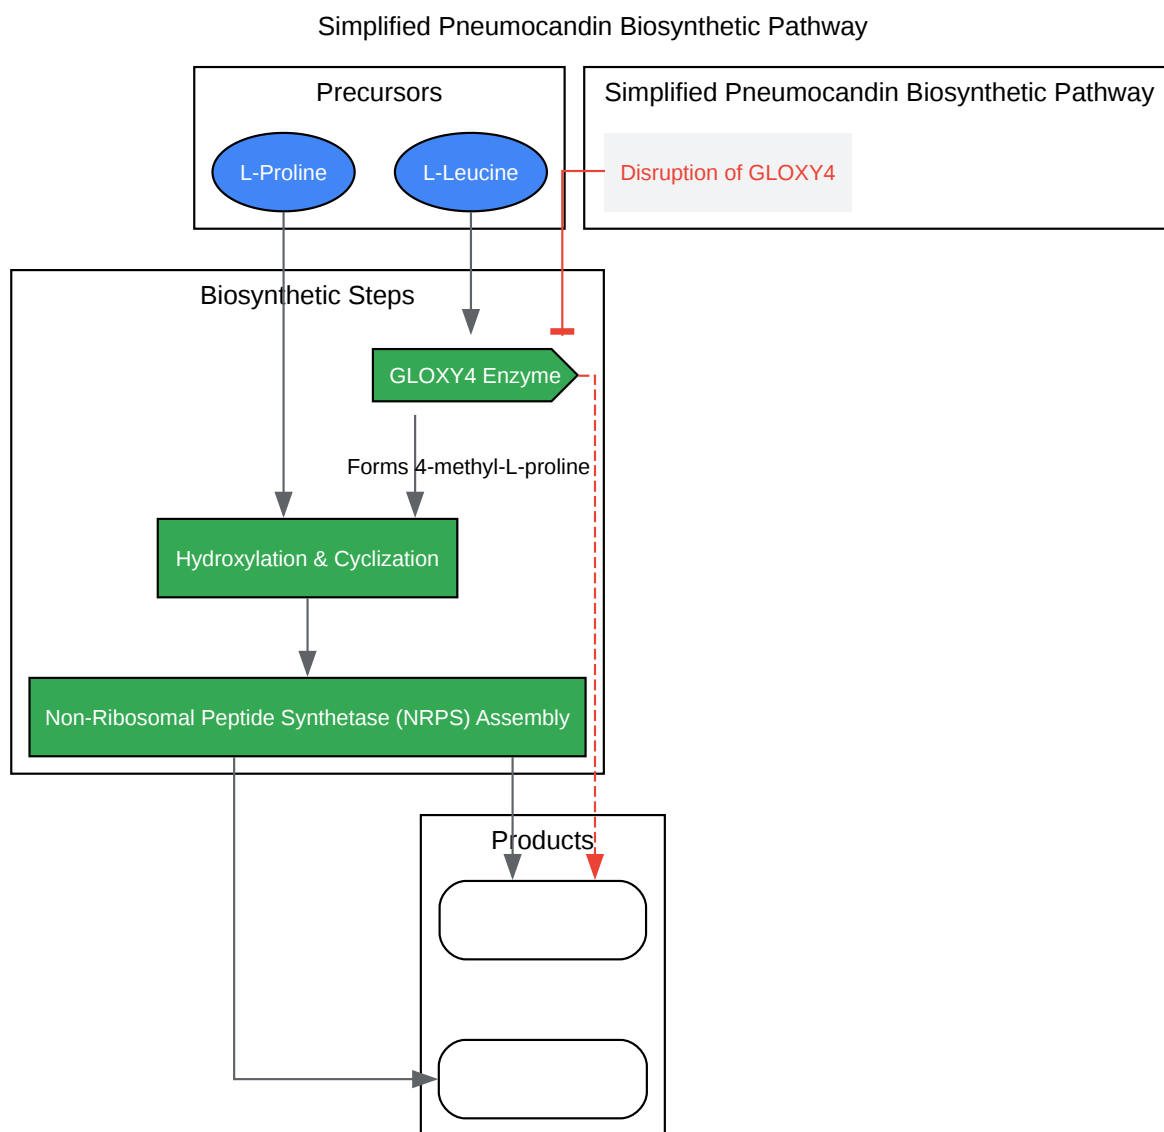 Simplified Pneumocandin Biosynthetic Pathway
Precursors
Simplified Pneumocandin Biosynthetic Pathway
L-Proline
L-Leucine
Disruption of GLOXY4
Biosynthetic Steps
GLOXY4 Enzyme
Forms 4-methyl-L-proline
Hydroxylation & Cyclization
Non-Ribosomal Peptide Synthetase (NRPS) Assembly
Products